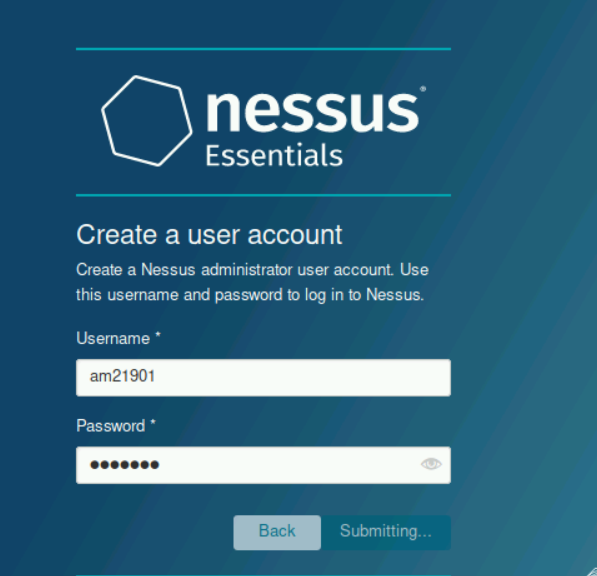 nessus®
Essentials
Create a user account
Create a Nessus administrator user account. Use
this username and password to log in to Nessus.
Username *
am21901
Password *
•••••••
Back Submitting...